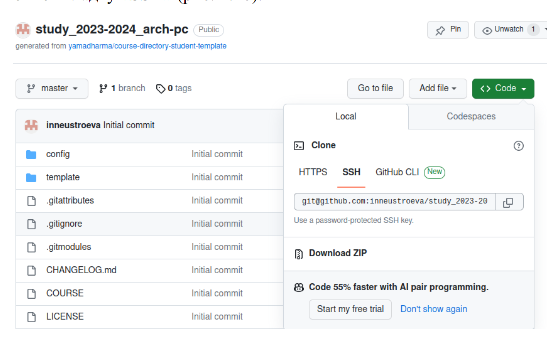 study_2023-2024_arch-pc Public
Pin
Unwatch 1
generated from yamadharma/course-directory-student-template
master
1 branch
0 tags
Go to file
Add file
Code
inneustroeva Initial commit
config Initial commit
template Initial commit
.gitattributes Initial commit
.gitignore Initial commit
.gitmodules Initial commit
CHANGELOG.md Initial commit
COURSE Initial commit
LICENSE Initial commit
Local
Codespaces
Clone
HTTPS SSH GitHub CLI New
git@github.com:inneustroeva/study_2023-20
Use a password-protected SSH key.
Download ZIP
Code 55% faster with AI pair programming.
Start my free trial Don't show again